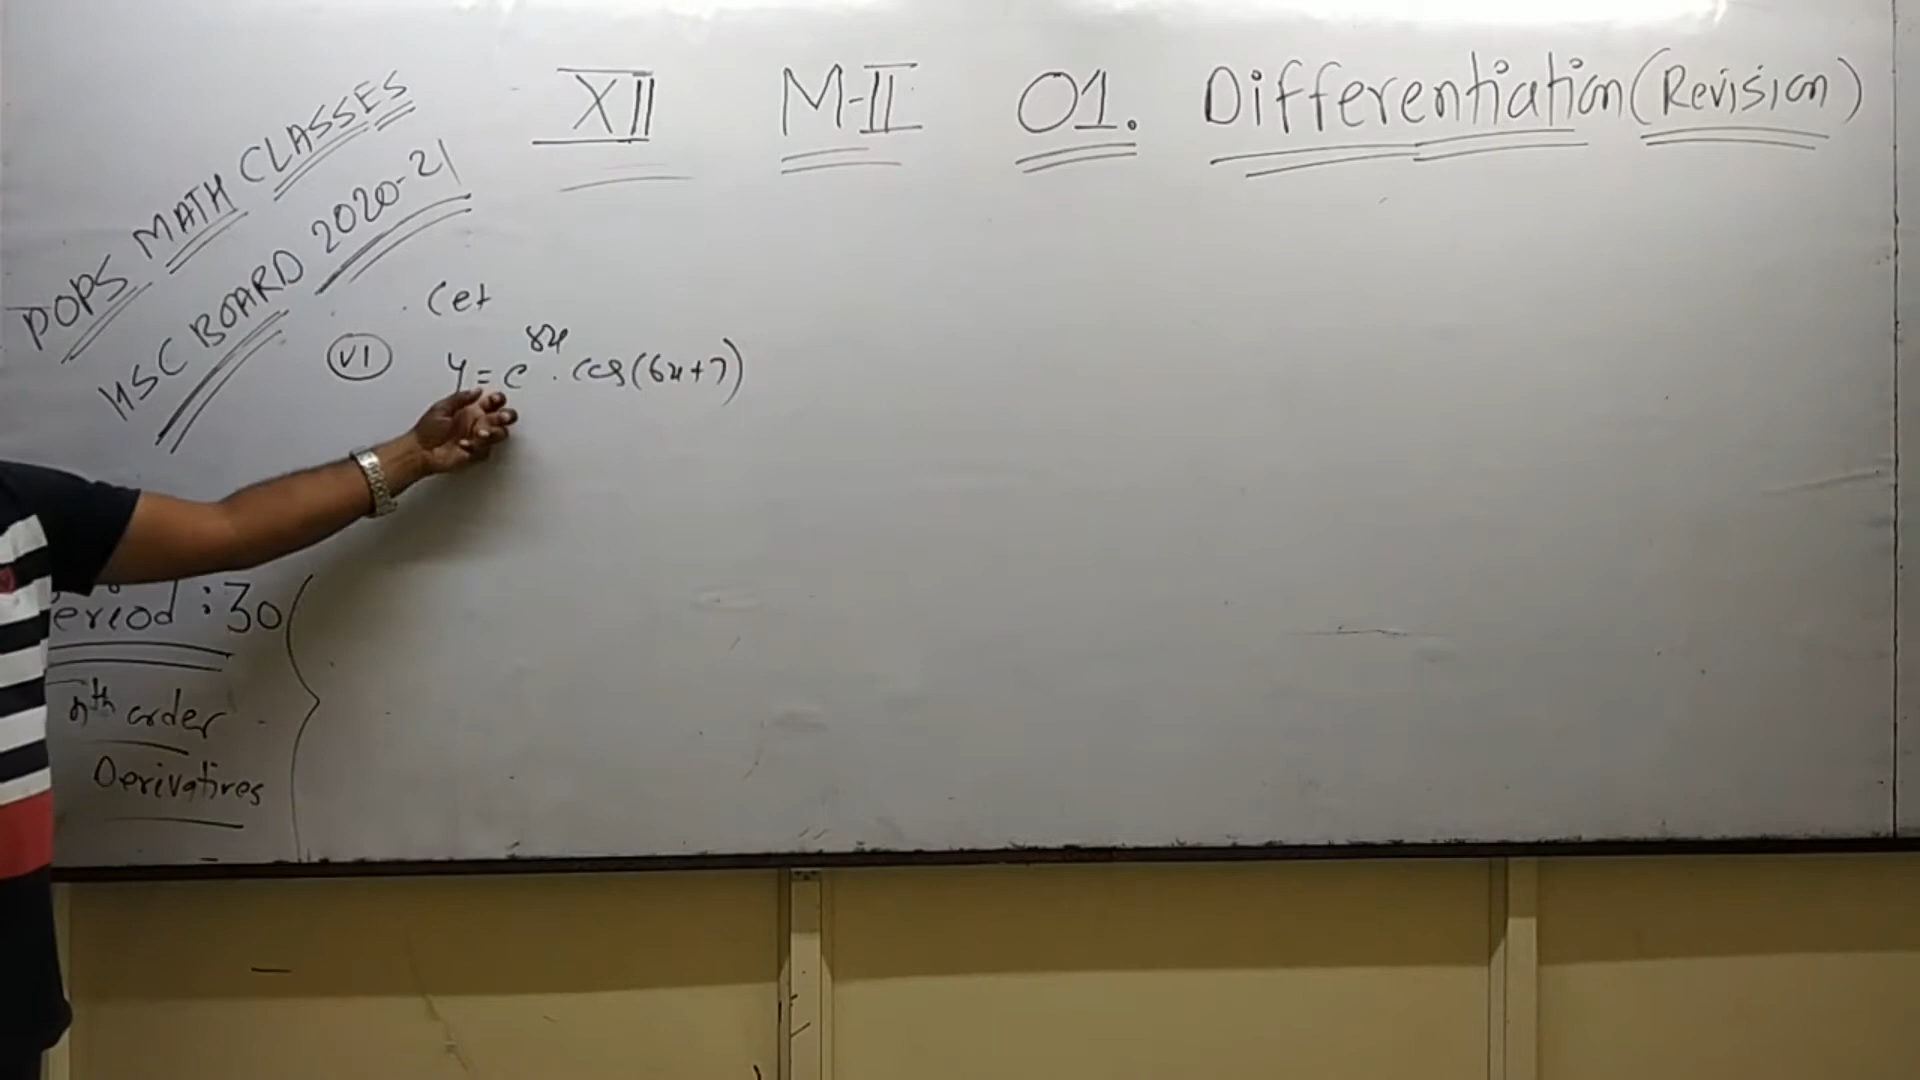 XII M-II 01. Differentiation (Revision)
POPS MATH CLASSES
HSC BOARD 2020-21
Let
VI y = e^8x . cos(6x+7)
eriod : 30
nth order
Derivatives